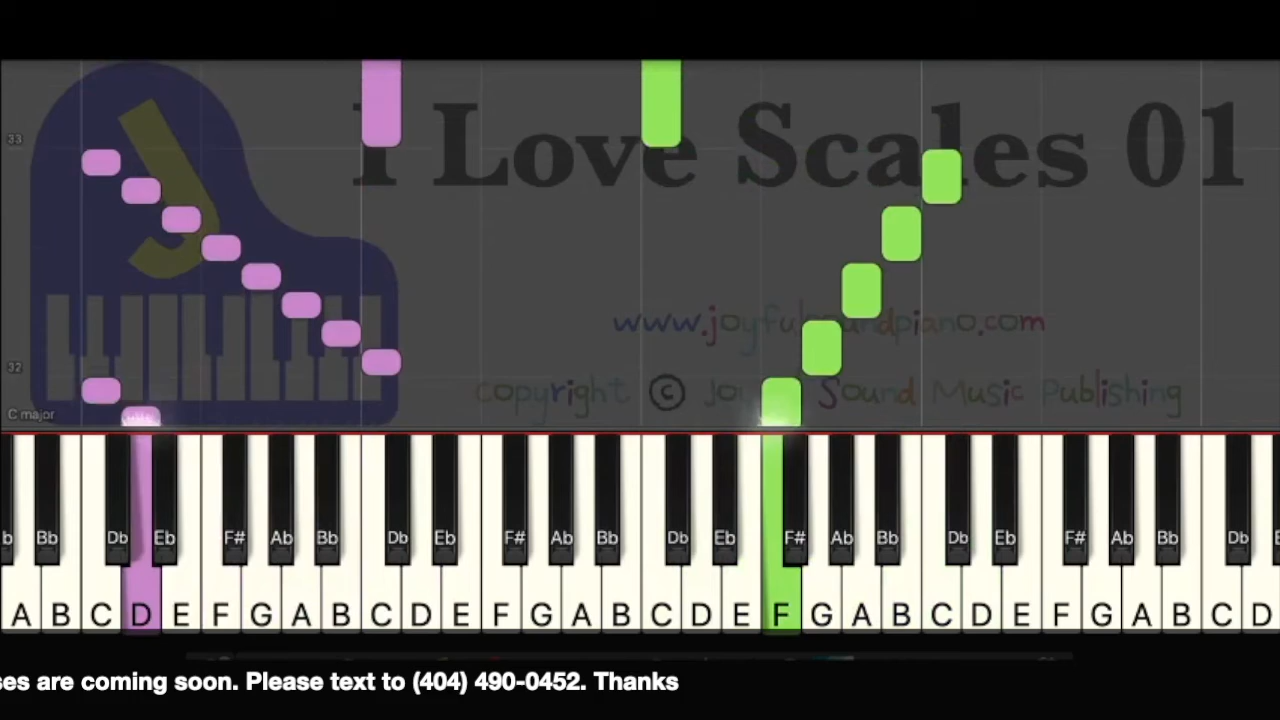 33
I Love Scales 01
www.joyfulsoundpiano.com
32
copyright © Joyful Sound Music Publishing
C major
b Bb Db Eb F# Ab Bb Db Eb F# Ab Bb Db Eb F# Ab Bb Db Eb F# Ab Bb Db E
A B C D E F G A B C D E F G A B C D E F G A B C D E F G A B C D
ses are coming soon. Please text to (404) 490-0452. Thanks